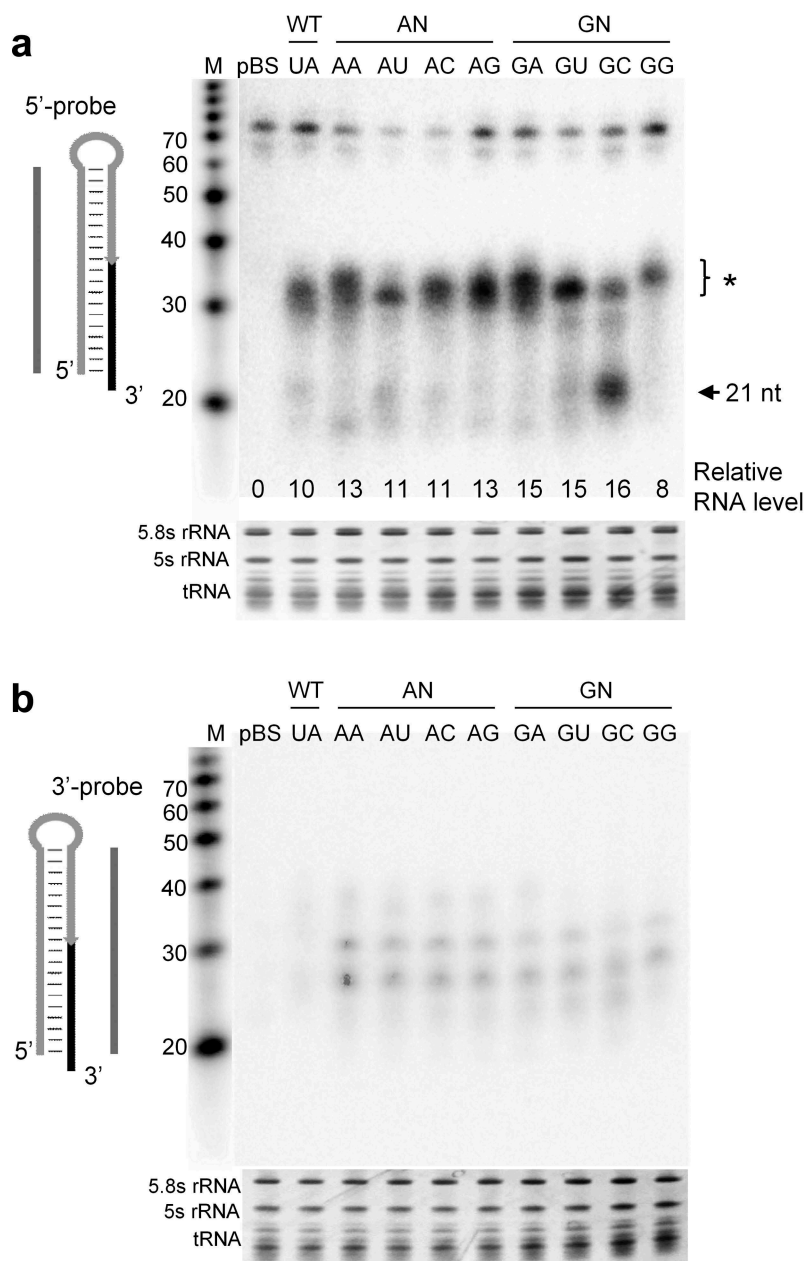 a
WT AN GN
M pBS UA AA AU AC AG GA GU GC GG
5'-probe
70
60
50
40
30
20
5'
3'
*
21 nt
0 10 13 11 11 13 15 15 16 8
Relative
RNA level
5.8s rRNA
5s rRNA
tRNA
b
WT AN GN
M pBS UA AA AU AC AG GA GU GC GG
3'-probe
70
60
50
40
30
20
5'
3'
5.8s rRNA
5s rRNA
tRNA